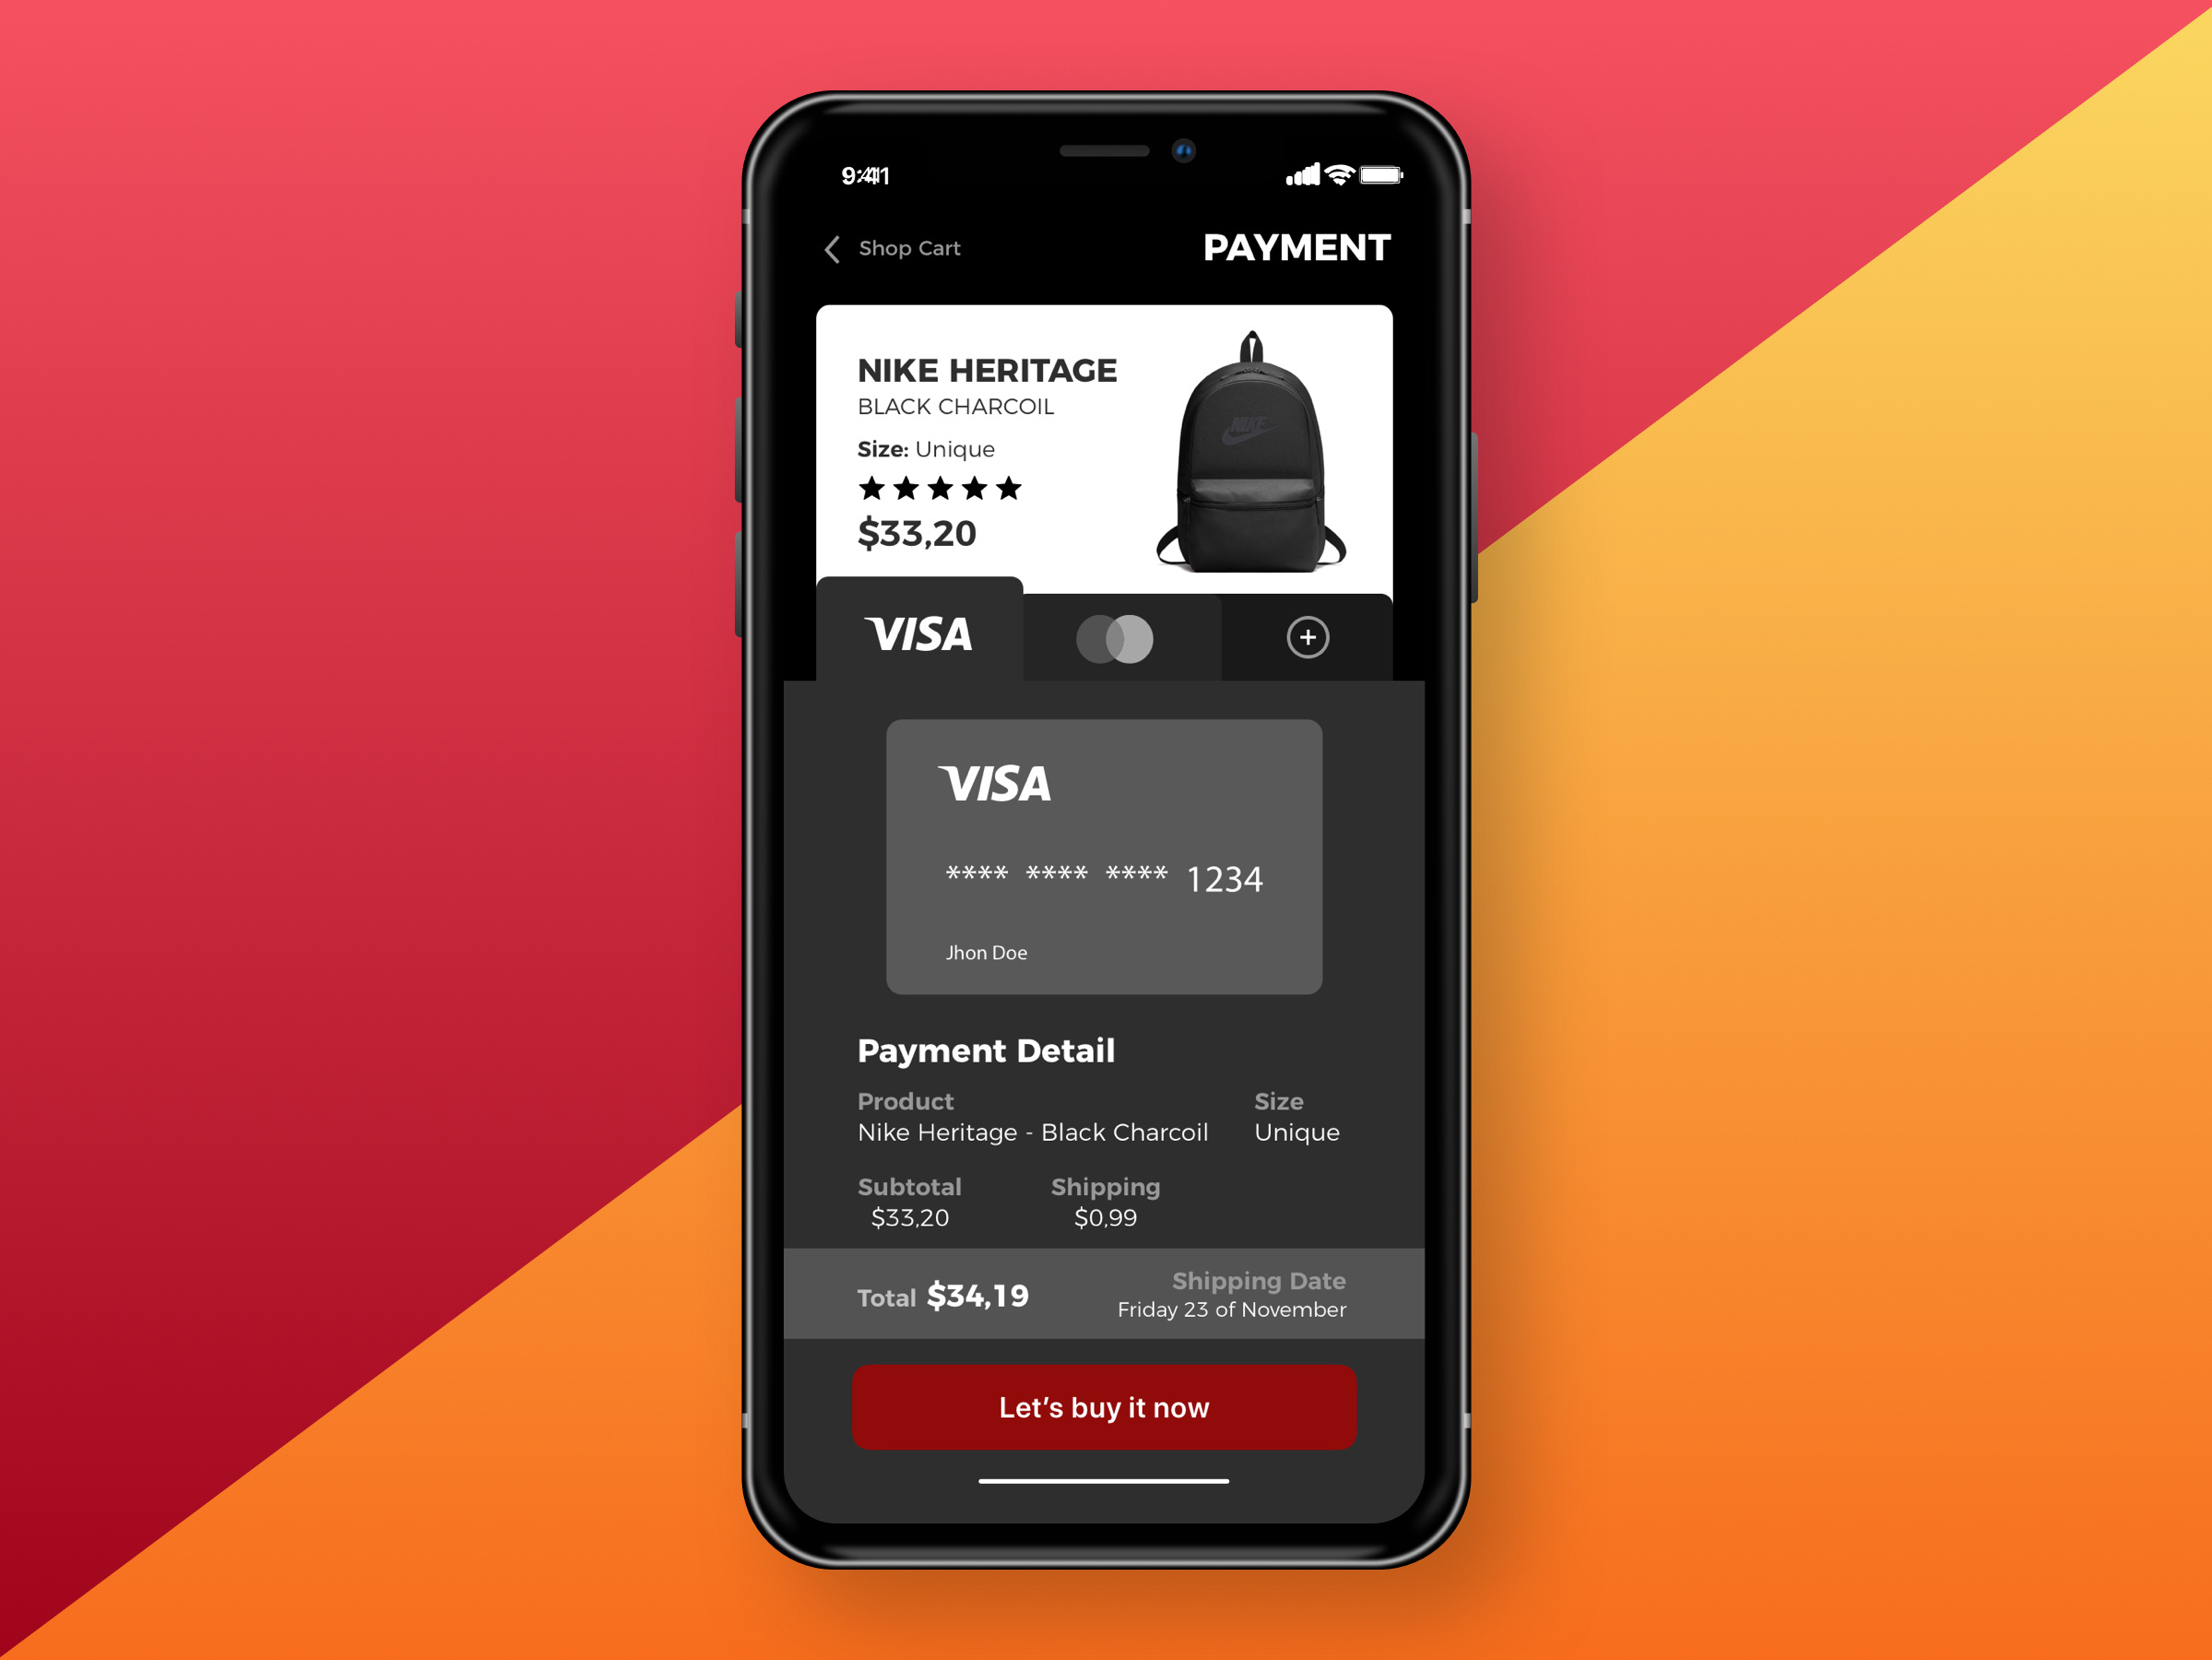 9:41
Shop Cart
PAYMENT
NIKE HERITAGE
BLACK CHARCOIL
Size: Unique
$33,20
NIKE
VISA
VISA
**** **** **** 1234
Jhon Doe
Payment Detail
Product Size
Nike Heritage - Black Charcoil Unique
Subtotal Shipping
$33,20 $0,99
Total $34,19
Shipping Date
Friday 23 of November
Let's buy it now